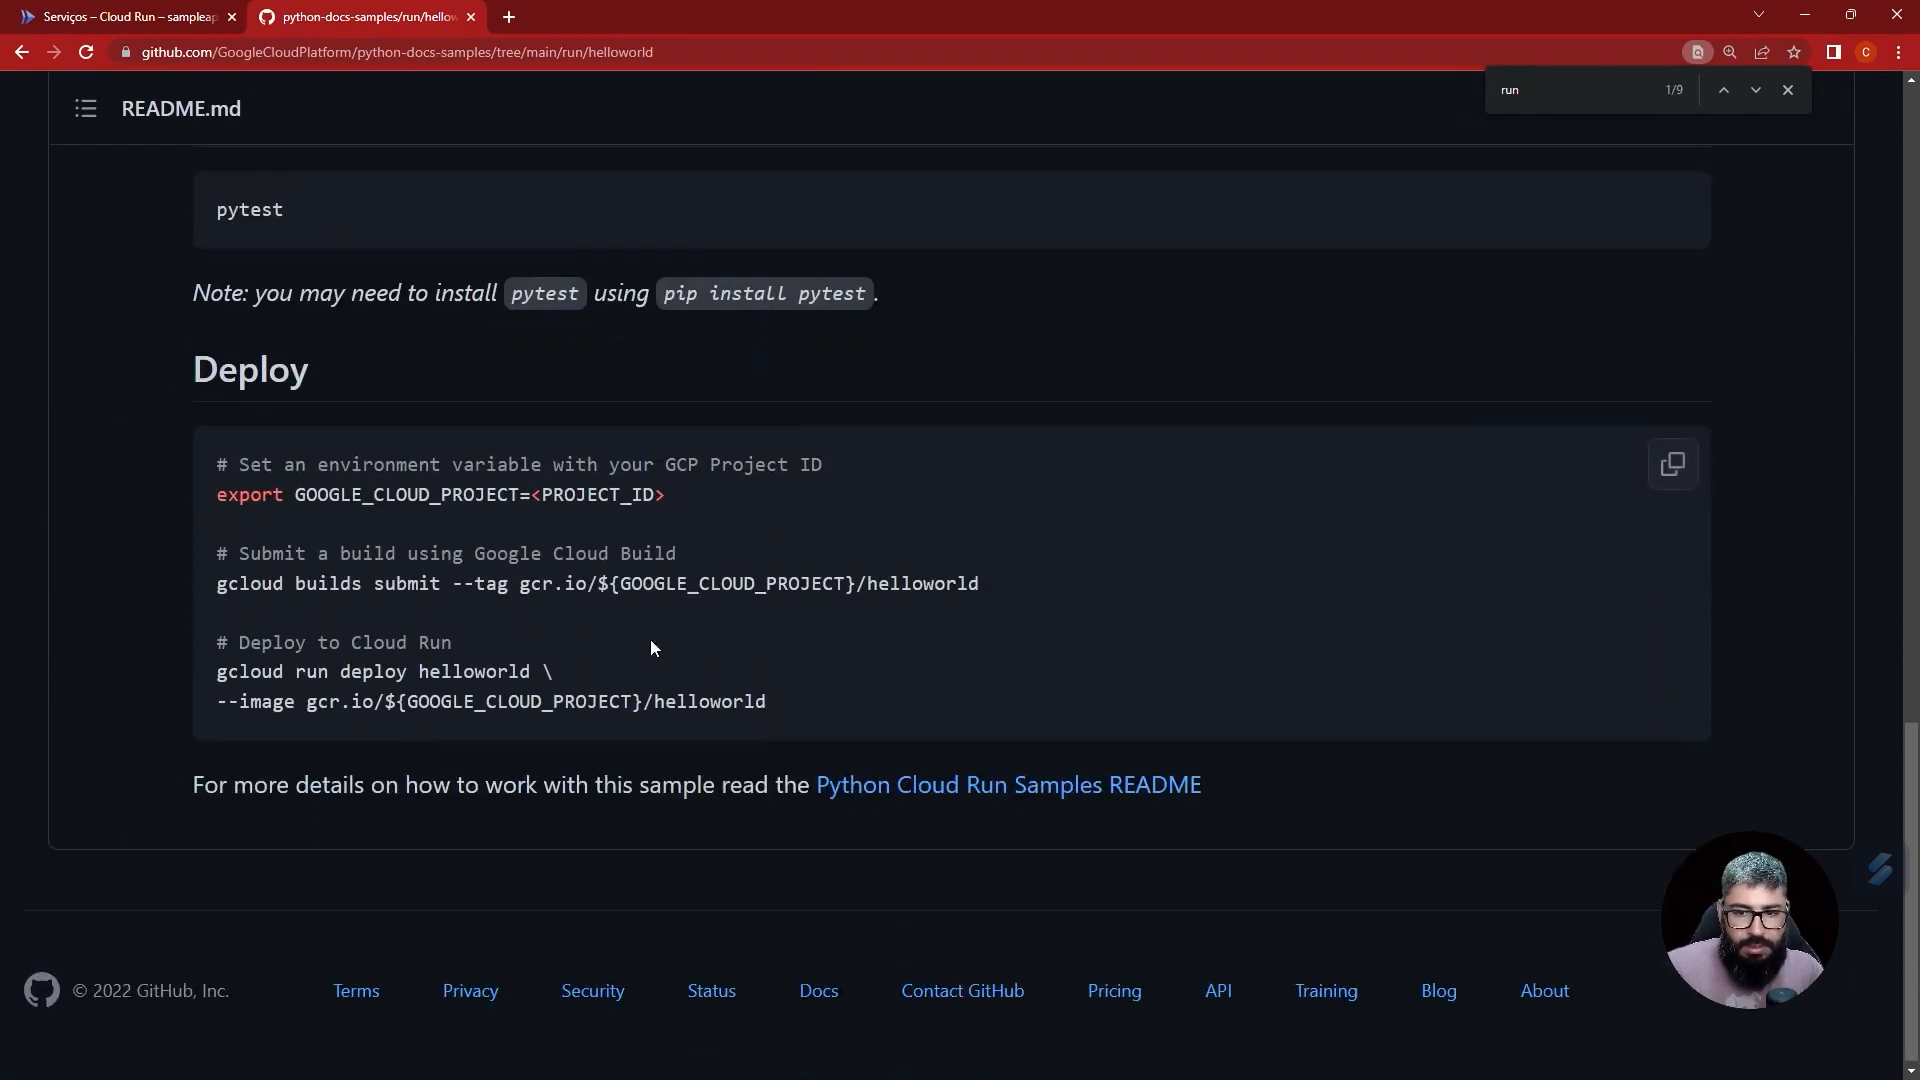 Serviços – Cloud Run – sampleap
python-docs-samples/run/hellow
github.com/GoogleCloudPlatform/python-docs-samples/tree/main/run/helloworld
C
run
1/9
README.md
pytest
Note: you may need to install pytest using pip install pytest.
Deploy
# Set an environment variable with your GCP Project ID
export GOOGLE_CLOUD_PROJECT=<PROJECT_ID>
# Submit a build using Google Cloud Build
gcloud builds submit --tag gcr.io/${GOOGLE_CLOUD_PROJECT}/helloworld
# Deploy to Cloud Run
gcloud run deploy helloworld \
--image gcr.io/${GOOGLE_CLOUD_PROJECT}/helloworld
For more details on how to work with this sample read the Python Cloud Run Samples README
© 2022 GitHub, Inc.
Terms
Privacy
Security
Status
Docs
Contact GitHub
Pricing
API
Training
Blog
About